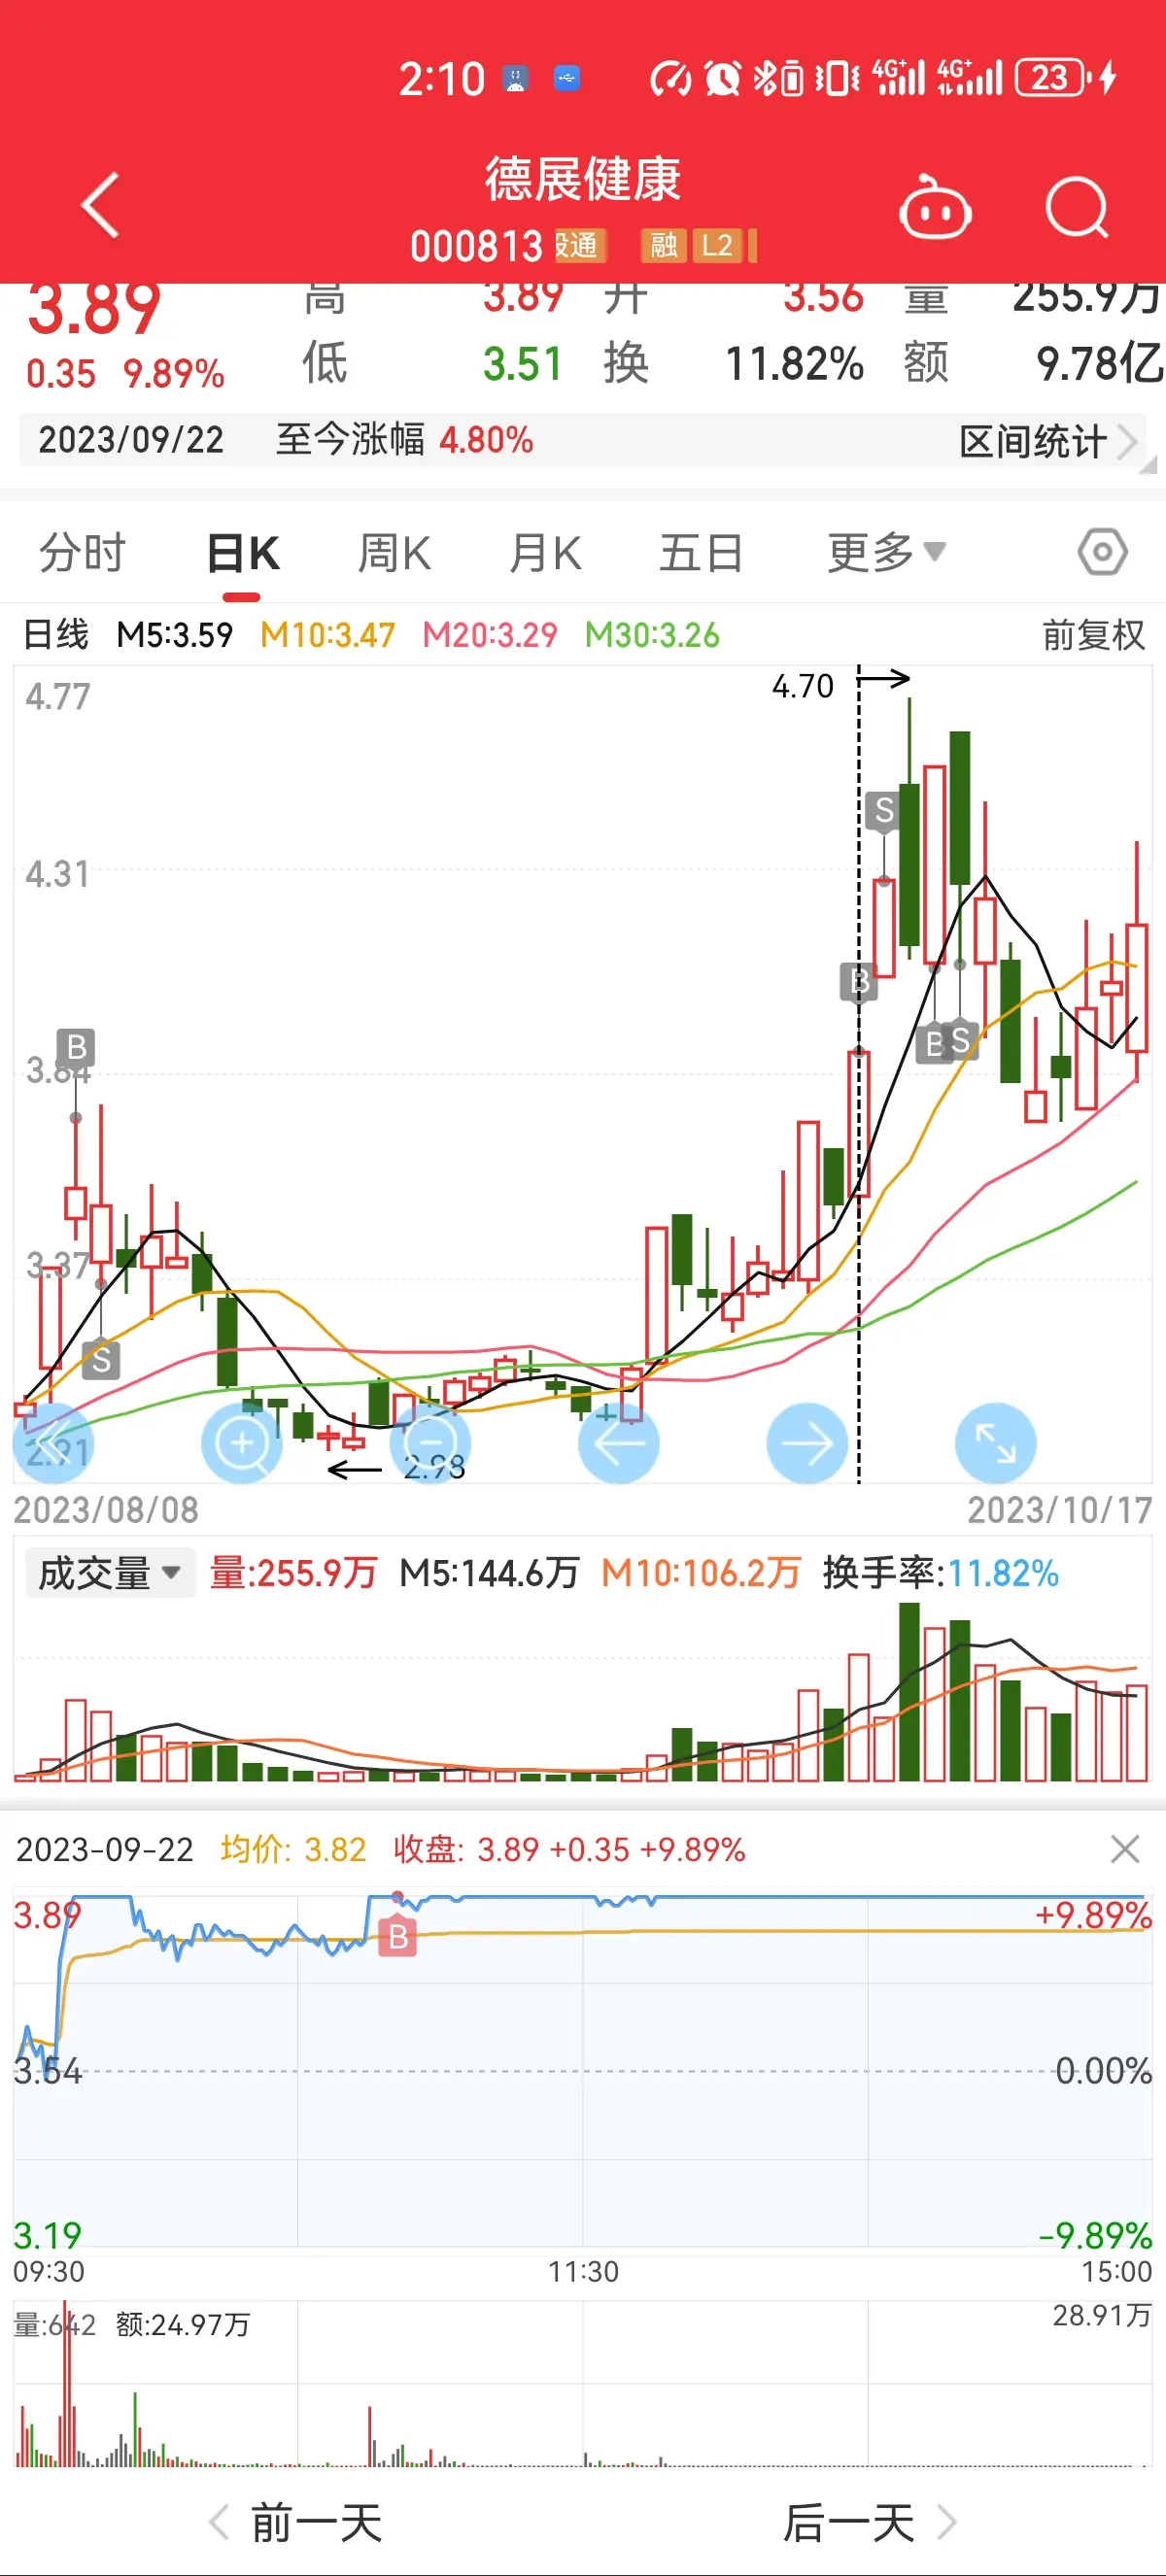 2:10 4G+ 4G+ 23
德展健康
000813 股通 融 L2
3.89 高 3.89 开 3.56 量 255.9万
0.35 9.89% 低 3.51 换 11.82% 额 9.78亿
2023/09/22 至今涨幅 4.80% 区间统计
分时 日K 周K 月K 五日 更多
日线 M5:3.59 M10:3.47 M20:3.29 M30:3.26 前复权
4.77
4.70
S
4.31
B
B
3.84
B S
3.37
S
2.91
2.98
2023/08/08 2023/10/17
成交量 量:255.9万 M5:144.6万 M10:106.2万 换手率:11.82%
2023-09-22 均价: 3.82 收盘: 3.89 +0.35 +9.89%
3.89 +9.89%
B
3.54 0.00%
3.19 -9.89%
09:30 11:30 15:00
量:642 额:24.97万 28.91万
前一天 后一天